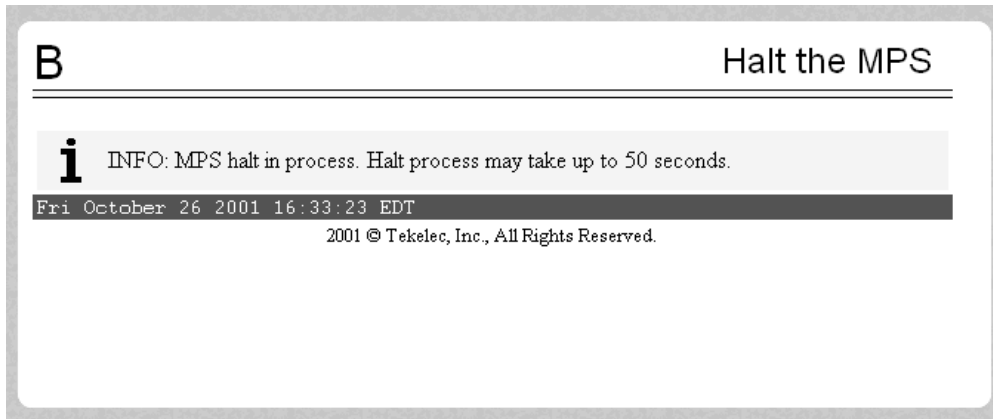 B
Halt the MPS
i
INFO: MPS halt in process. Halt process may take up to 50 seconds.
Fri October 26 2001 16:33:23 EDT
2001 © Tekelec, Inc., All Rights Reserved.